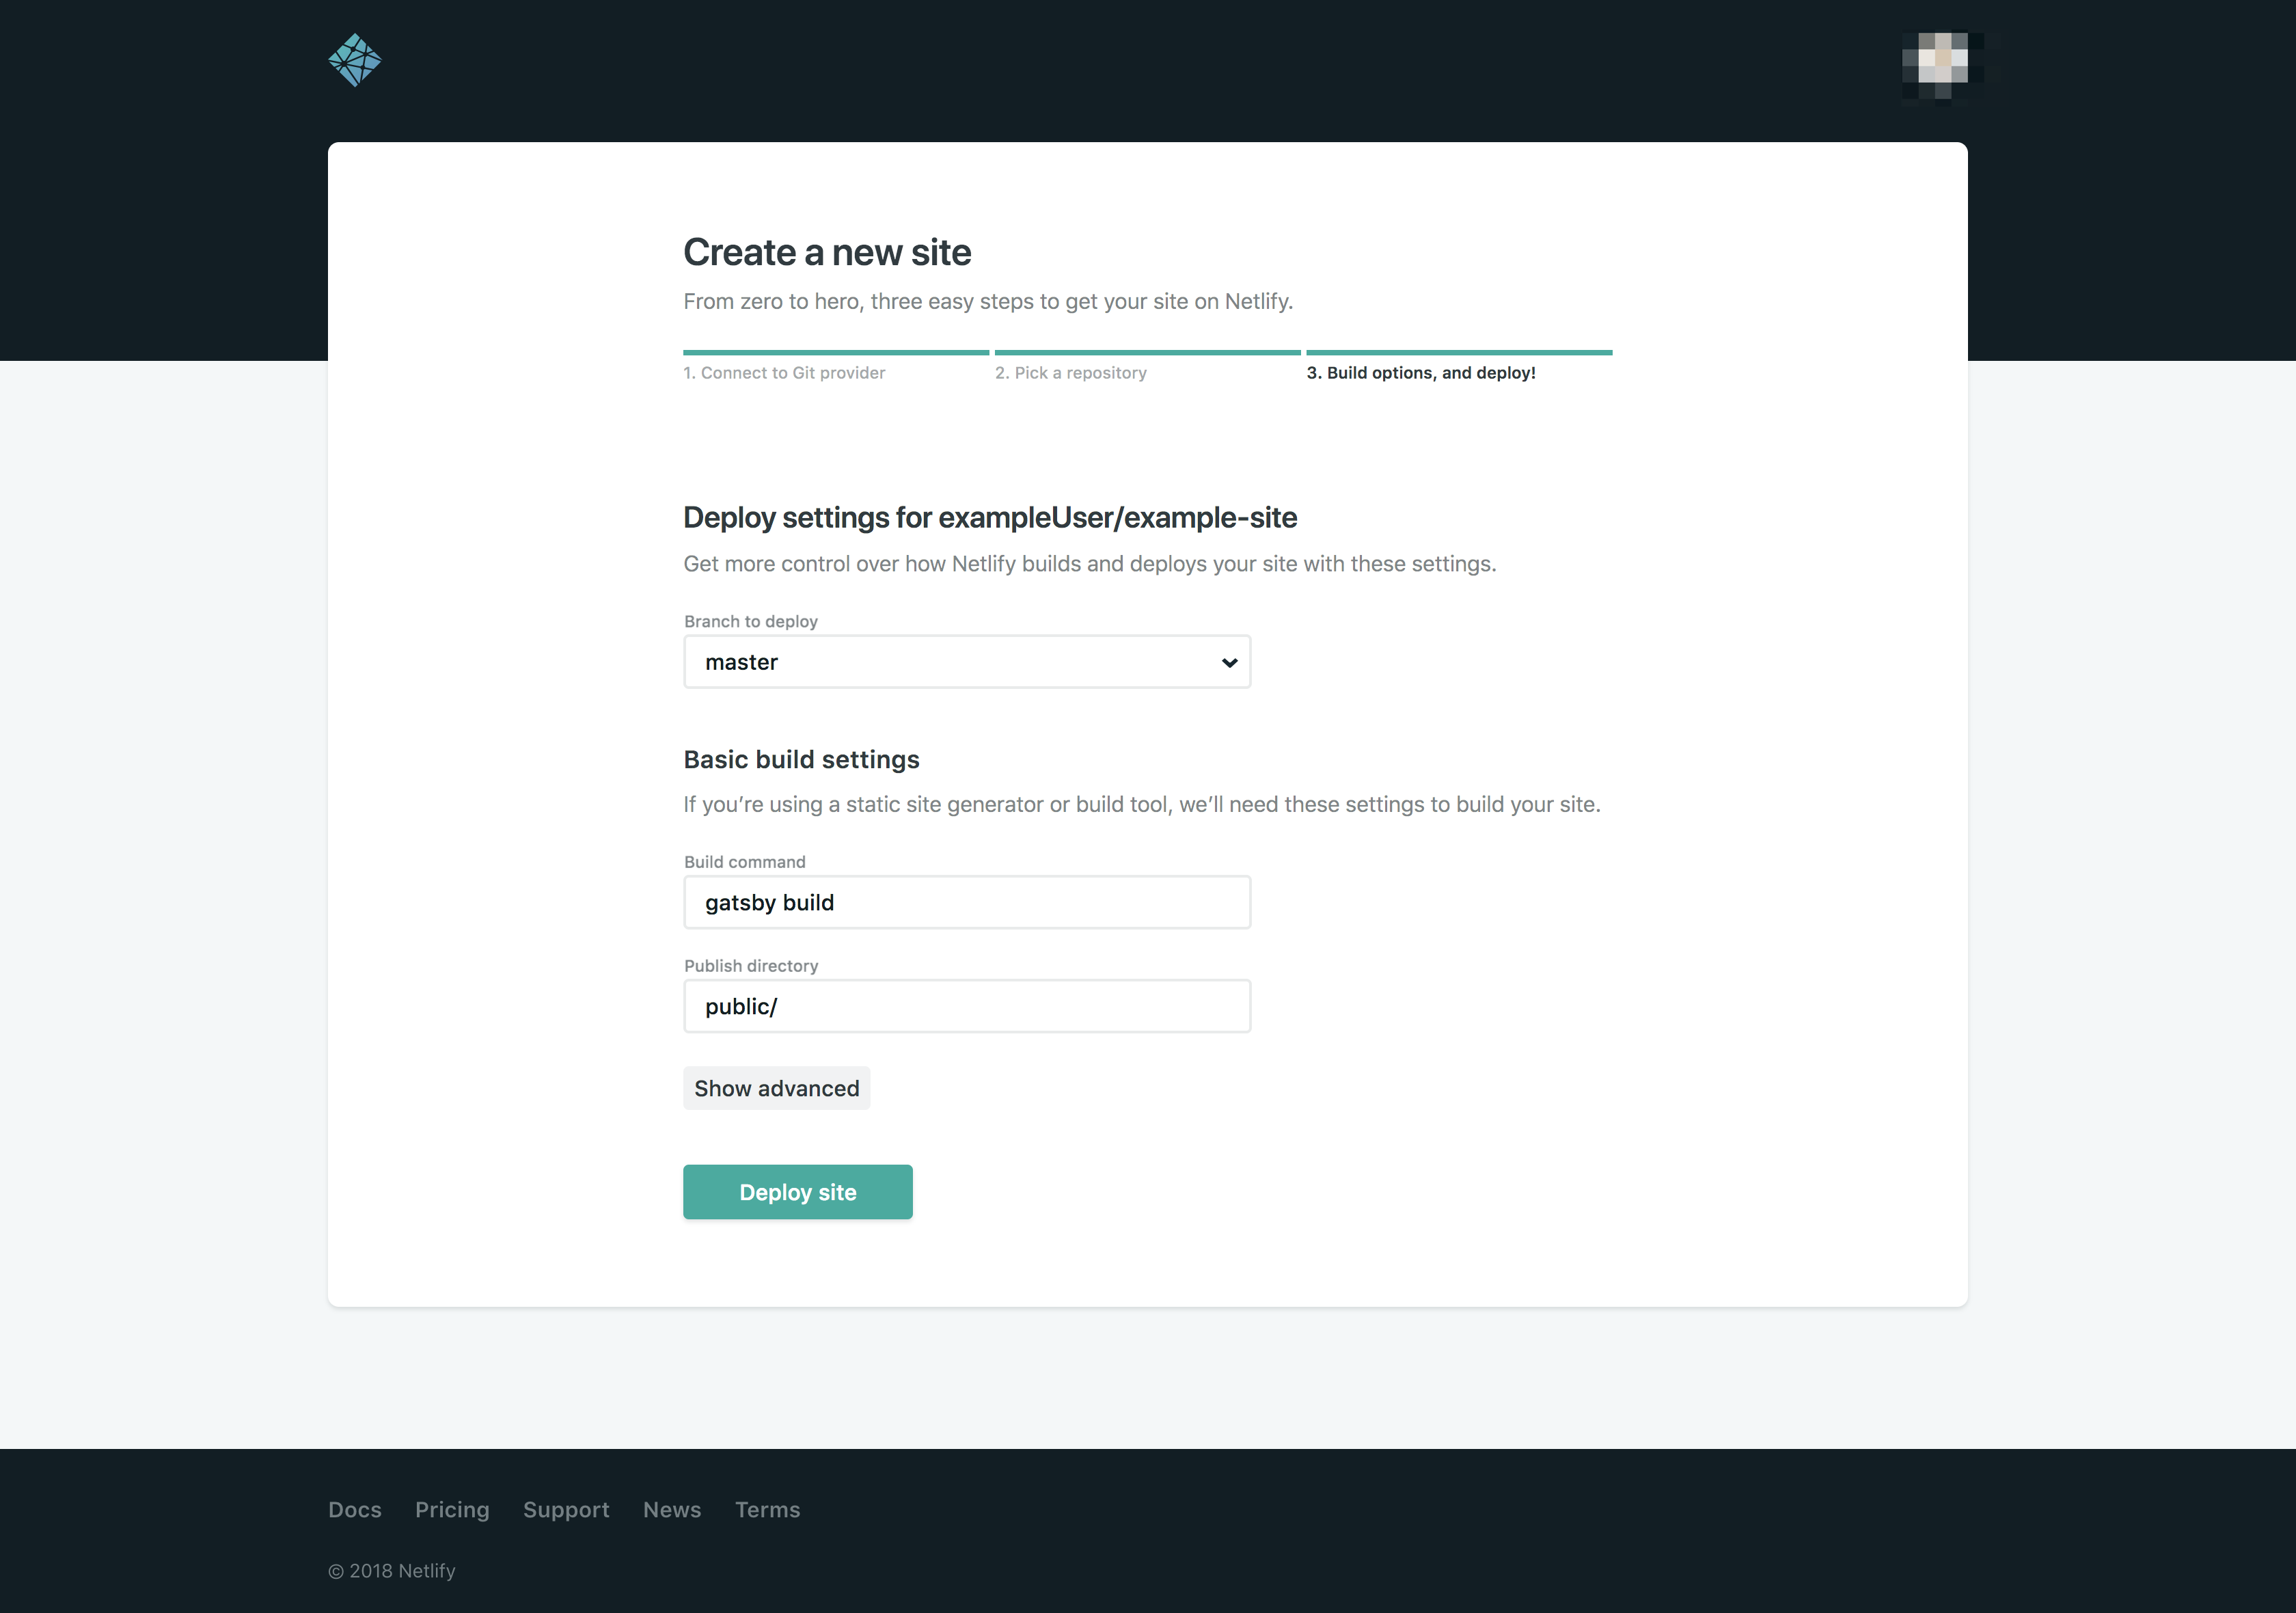 Create a new site
From zero to hero, three easy steps to get your site on Netlify.
1. Connect to Git provider
2. Pick a repository
3. Build options, and deploy!
Deploy settings for exampleUser/example-site
Get more control over how Netlify builds and deploys your site with these settings.
Branch to deploy
master
Basic build settings
If you’re using a static site generator or build tool, we’ll need these settings to build your site.
Build command
gatsby build
Publish directory
public/
Show advanced
Deploy site
Docs Pricing Support News Terms
© 2018 Netlify